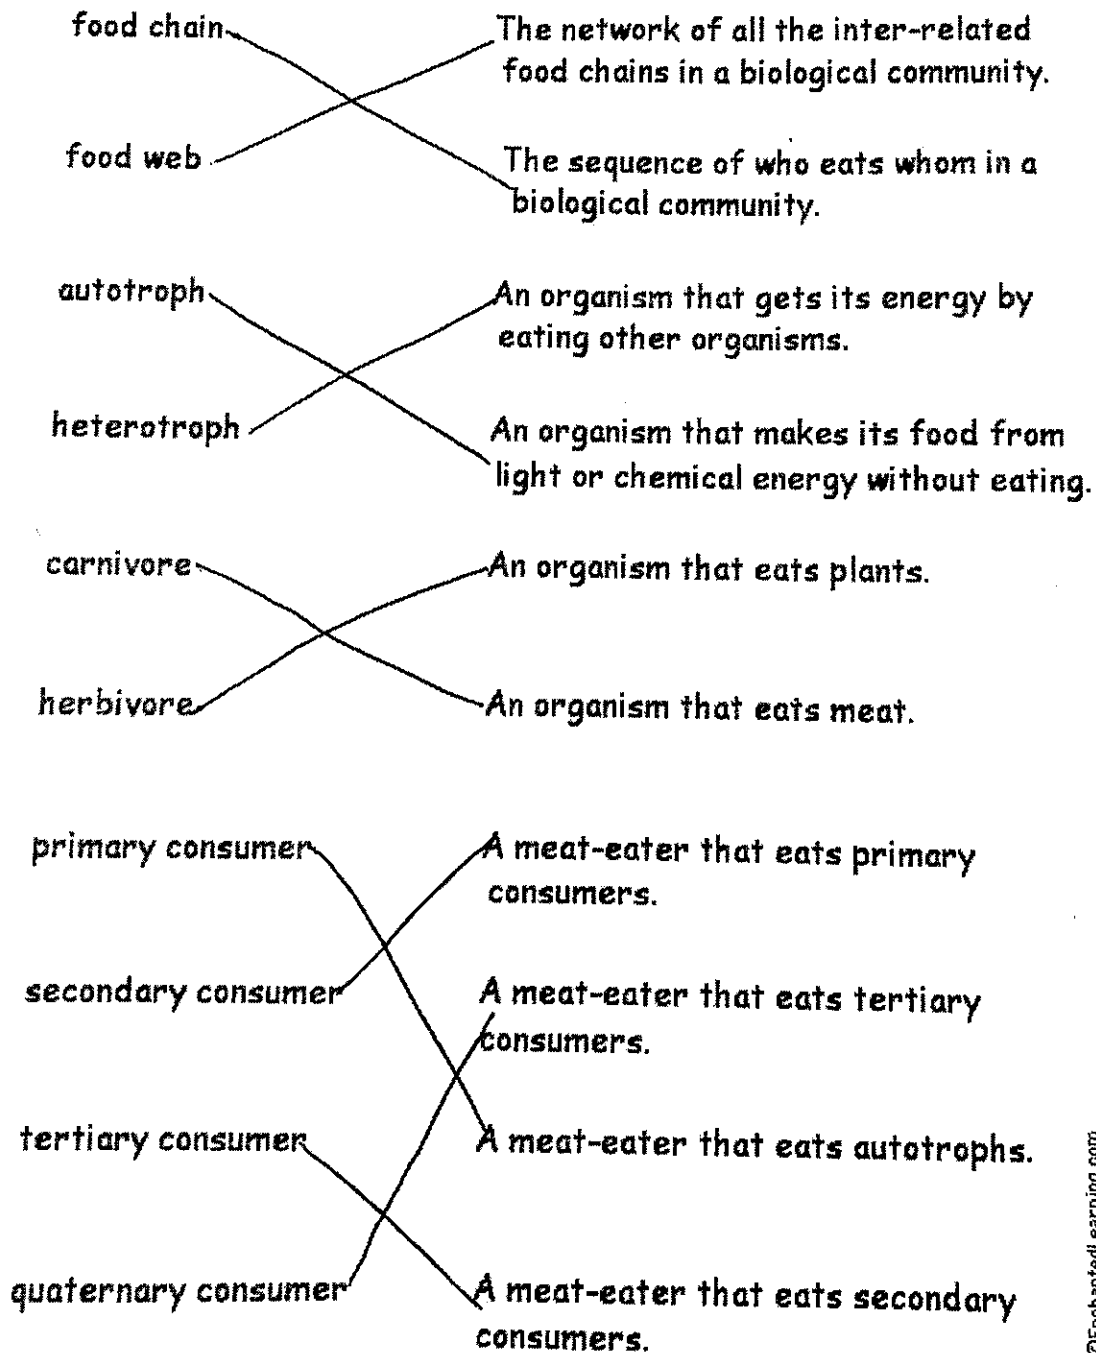 food chain
The network of all the inter-related
food chains in a biological community.
food web
The sequence of who eats whom in a
biological community.
autotroph
An organism that gets its energy by
eating other organisms.
heterotroph
An organism that makes its food from
light or chemical energy without eating.
carnivore
An organism that eats plants.
herbivore
An organism that eats meat.
primary consumer
A meat-eater that eats primary
consumers.
secondary consumer
A meat-eater that eats tertiary
consumers.
tertiary consumer
A meat-eater that eats autotrophs.
quaternary consumer
A meat-eater that eats secondary
consumers.
©EnchantedLearning.com